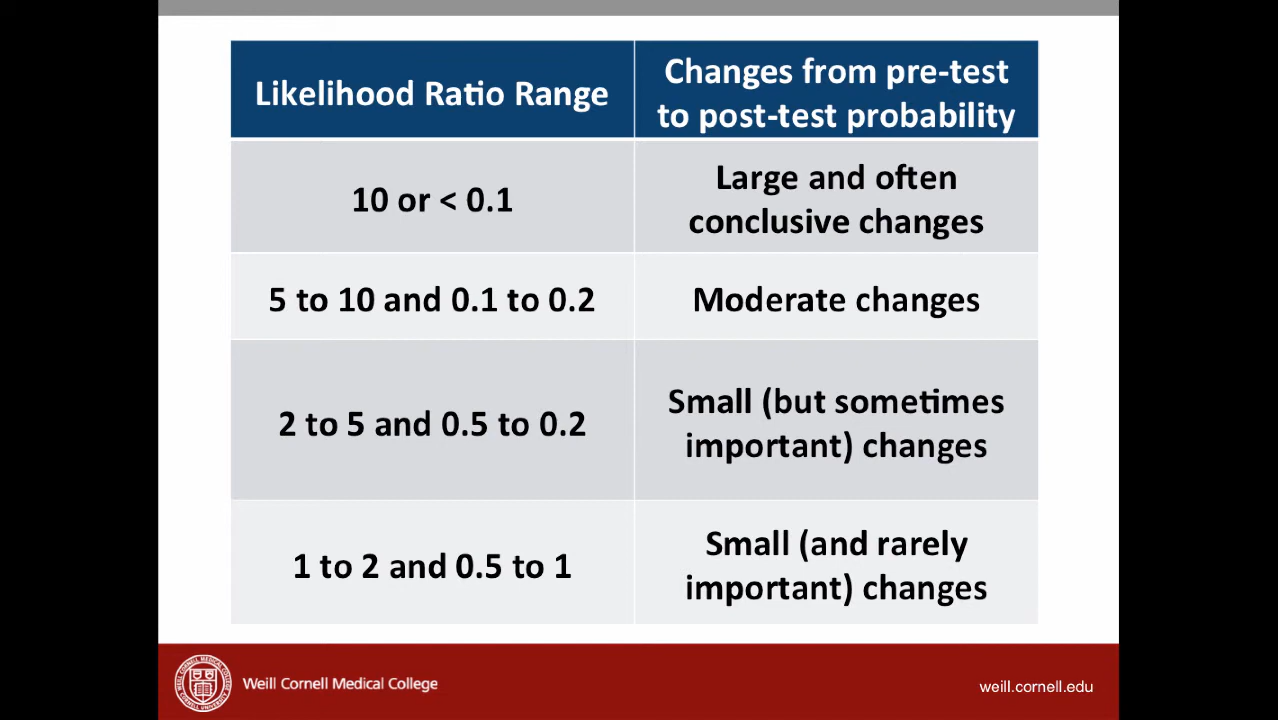 Likelihood Ratio Range
Changes from pre-test
to post-test probability
10 or < 0.1
Large and often
conclusive changes
5 to 10 and 0.1 to 0.2
Moderate changes
2 to 5 and 0.5 to 0.2
Small (but sometimes
important) changes
1 to 2 and 0.5 to 1
Small (and rarely
important) changes
Weill Cornell Medical College
weill.cornell.edu